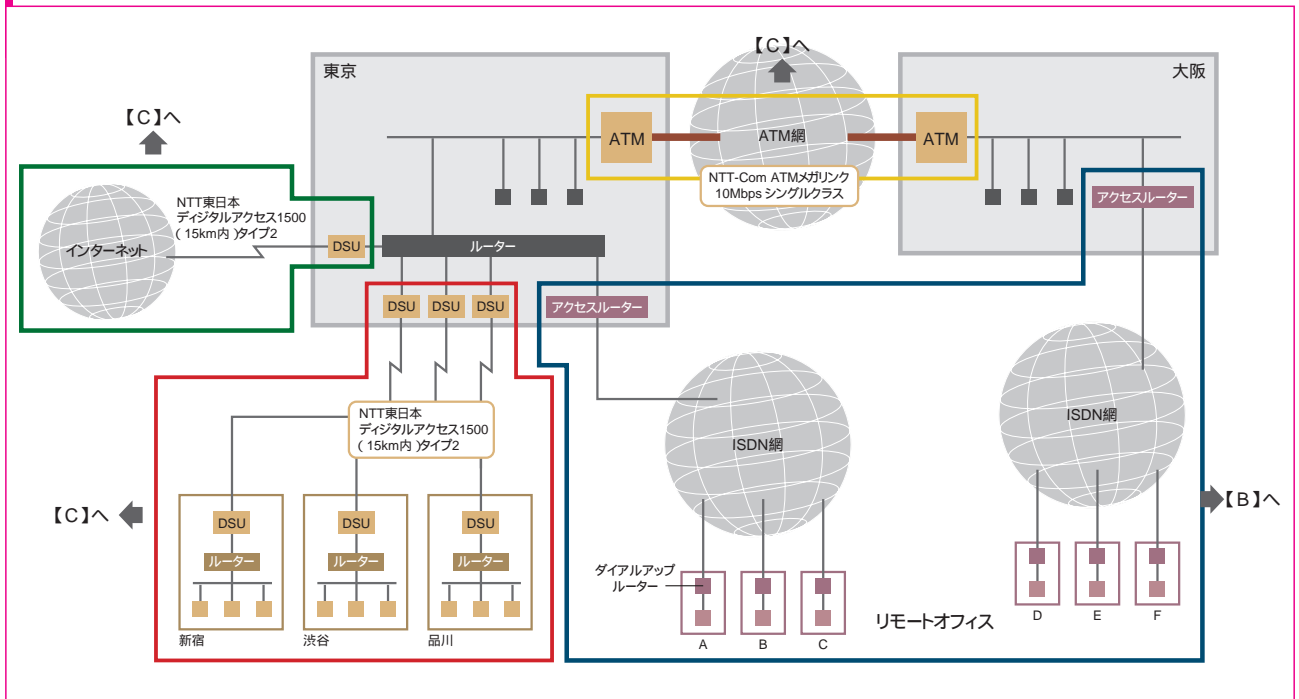 【C】へ
東京
大阪
【C】へ
ATM
ATM網
ATM
NTT-Com ATMメガリンク
10Mbps シングルクラス
アクセスルーター
NTT東日本
ディジタルアクセス1500
( 15km内 )タイプ2
インターネット
DSU
ルーター
DSU
DSU
DSU
アクセスルーター
NTT東日本
ディジタルアクセス1500
( 15km内 )タイプ2
ISDN網
ISDN網
【C】へ
【B】へ
DSU
DSU
DSU
ルーター
ルーター
ルーター
新宿
渋谷
品川
ダイアルアップ
ルーター
A
B
C
リモートオフィス
D
E
F